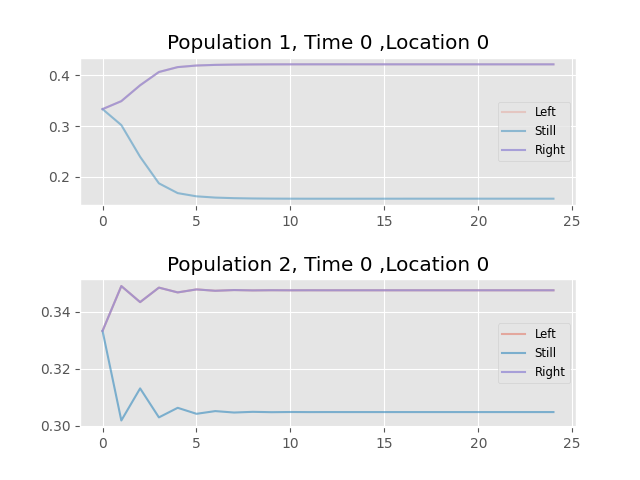 Population 1, Time 0 ,Location 0
0.4
0.3
0.2
Left
Still
Right
0 5 10 15 20 25
Population 2, Time 0 ,Location 0
0.34
0.32
0.30
Left
Still
Right
0 5 10 15 20 25